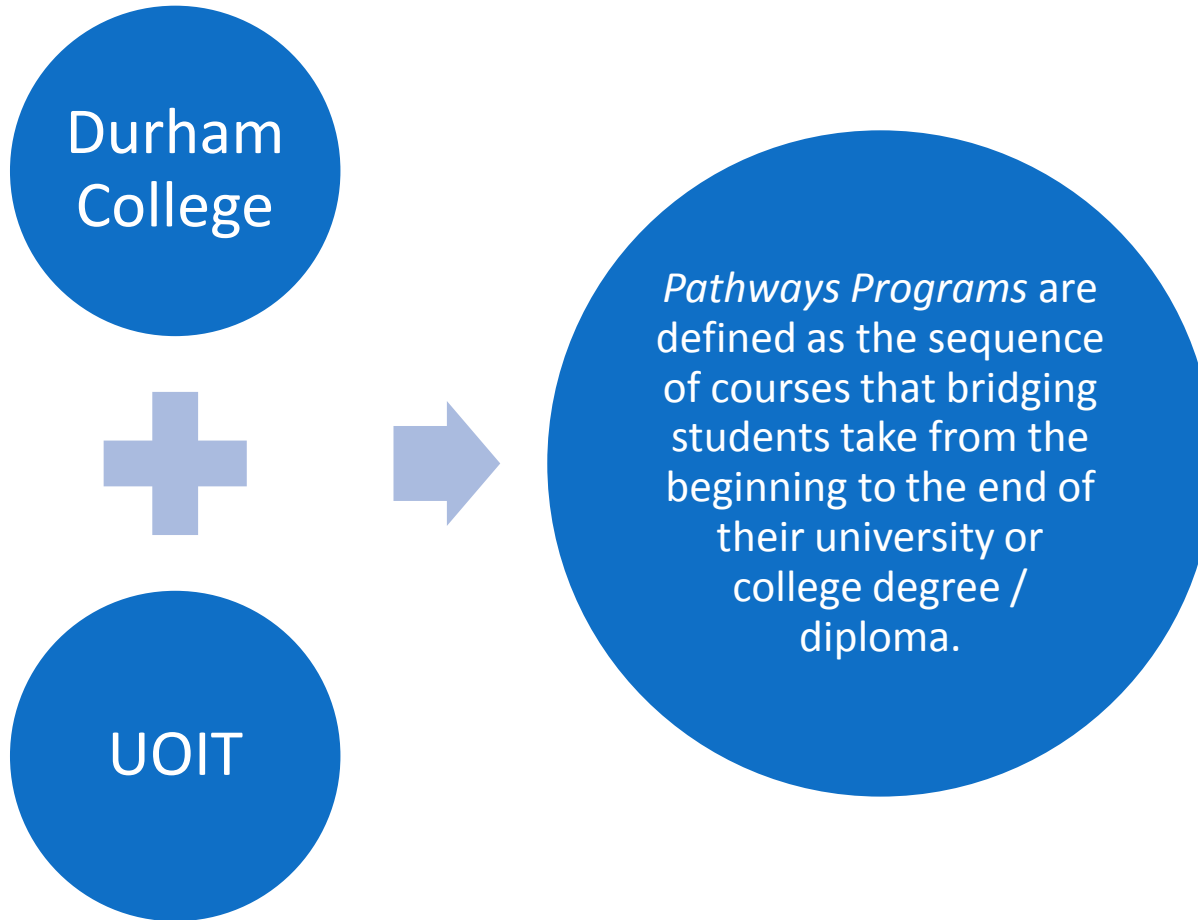 Durham
College
UOIT
Pathways Programs are
defined as the sequence
of courses that bridging
students take from the
beginning to the end of
their university or
college degree /
diploma.